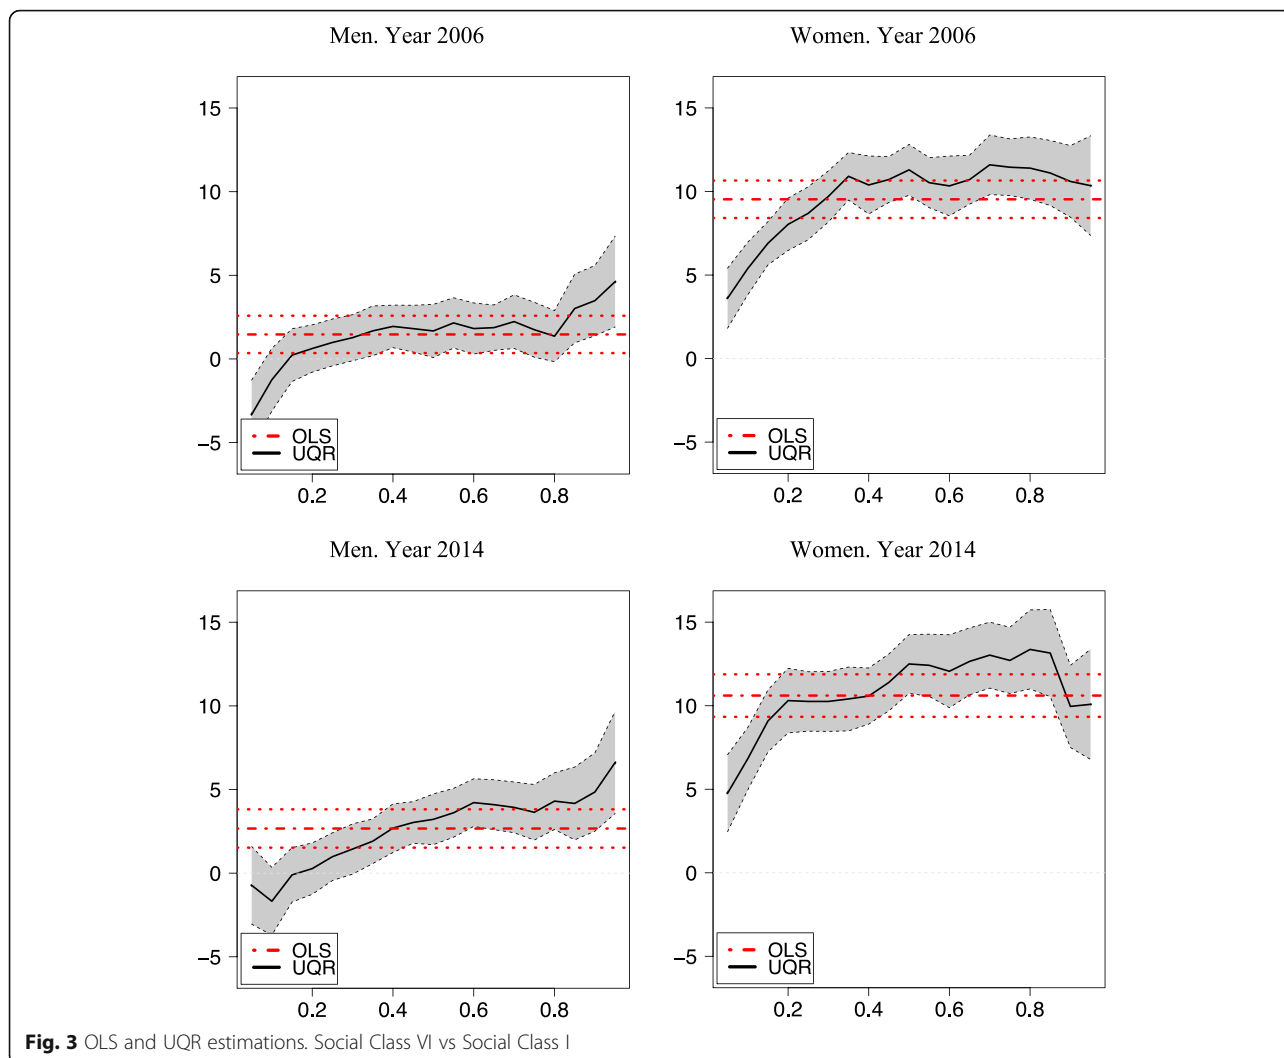 Men. Year 2006
Women. Year 2006
15
10
5
0
−5
OLS
UQR
0.2 0.4 0.6 0.8
15
10
5
0
−5
OLS
UQR
0.2 0.4 0.6 0.8
Men. Year 2014
Women. Year 2014
15
10
5
0
−5
OLS
UQR
0.2 0.4 0.6 0.8
15
10
5
0
−5
OLS
UQR
0.2 0.4 0.6 0.8
Fig. 3 OLS and UQR estimations. Social Class VI vs Social Class I